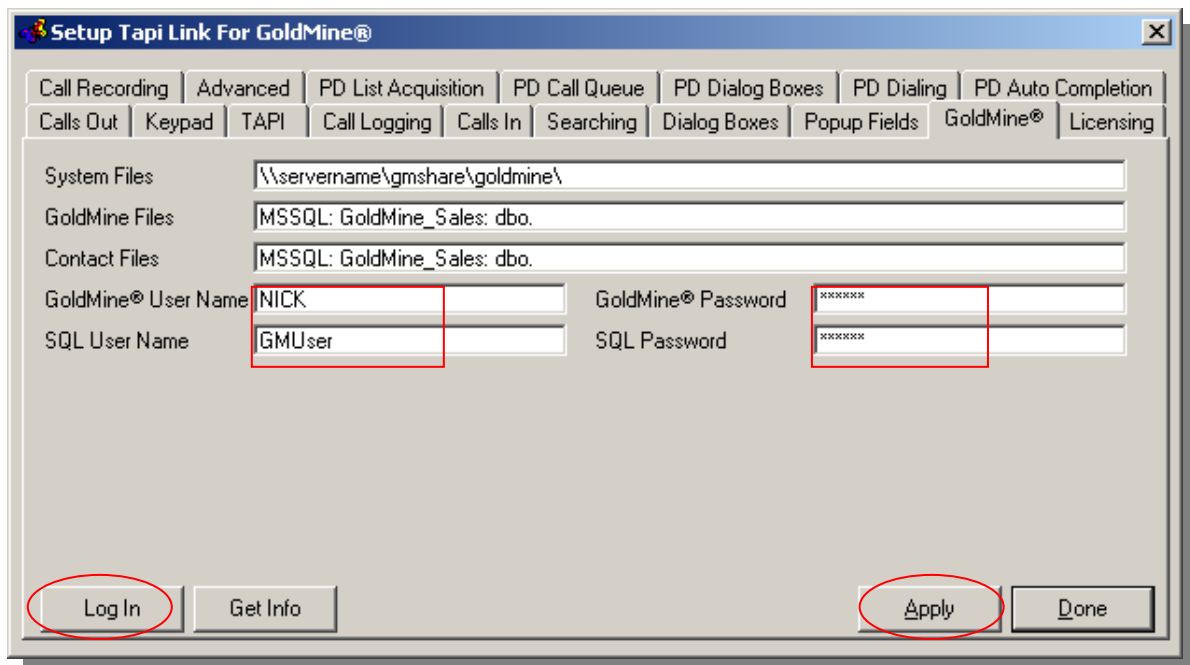 Setup Tapi Link For GoldMine®
Call Recording Advanced PD List Acquisition PD Call Queue PD Dialog Boxes PD Dialing PD Auto Completion
Calls Out Keypad TAPI Call Logging Calls In Searching Dialog Boxes Popup Fields GoldMine® Licensing
System Files \\servername\gmshare\goldmine\
GoldMine Files MSSQL: GoldMine_Sales: dbo.
Contact Files MSSQL: GoldMine_Sales: dbo.
GoldMine® User Name NICK GoldMine® Password ******
SQL User Name GMUser SQL Password ******
Log In Get Info Apply Done